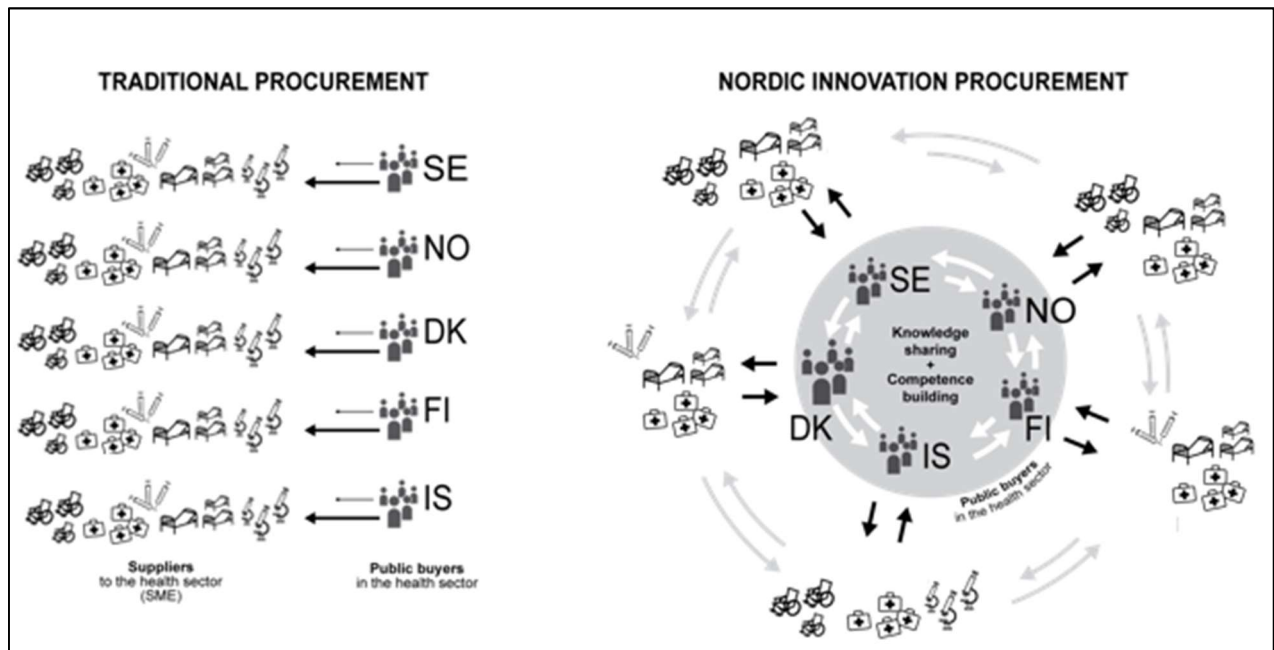 TRADITIONAL PROCUREMENT
SE
NO
DK
FI
IS
Suppliers
to the health sector
(SME)
Public buyers
in the health sector
NORDIC INNOVATION PROCUREMENT
SE
NO
Knowledge
sharing
+
Competence
building
DK
FI
IS
Public buyers
in the health sector